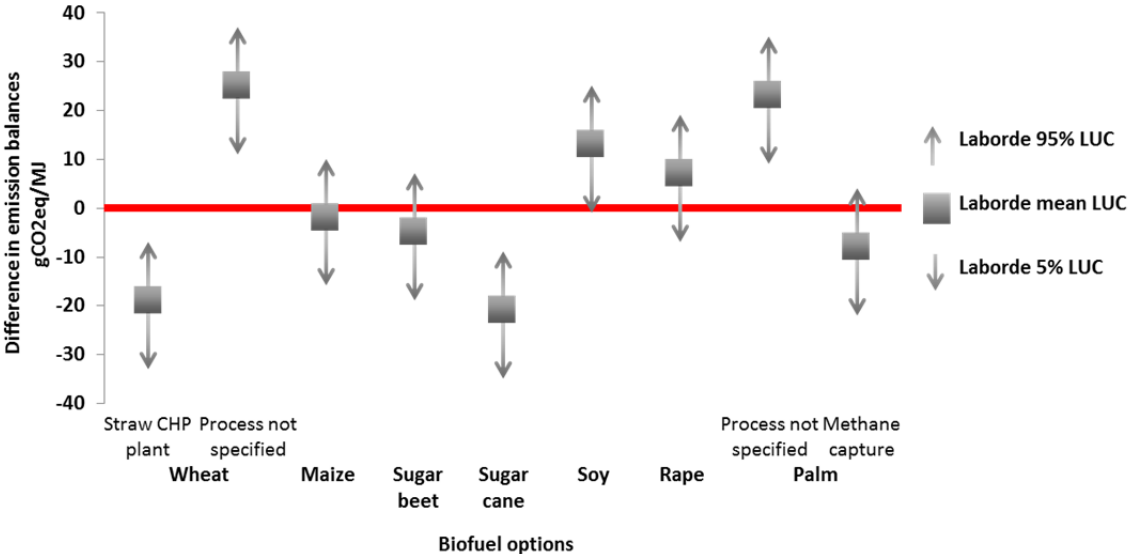 Difference in emission balances
gCO2eq/MJ
40
30
20
10
0
-10
-20
-30
-40
Straw CHP
plant
Process not
specified
Wheat
Maize
Sugar
beet
Sugar
cane
Soy
Rape
Process not
specified
Methane
capture
Palm
Biofuel options
Laborde 95% LUC
Laborde mean LUC
Laborde 5% LUC